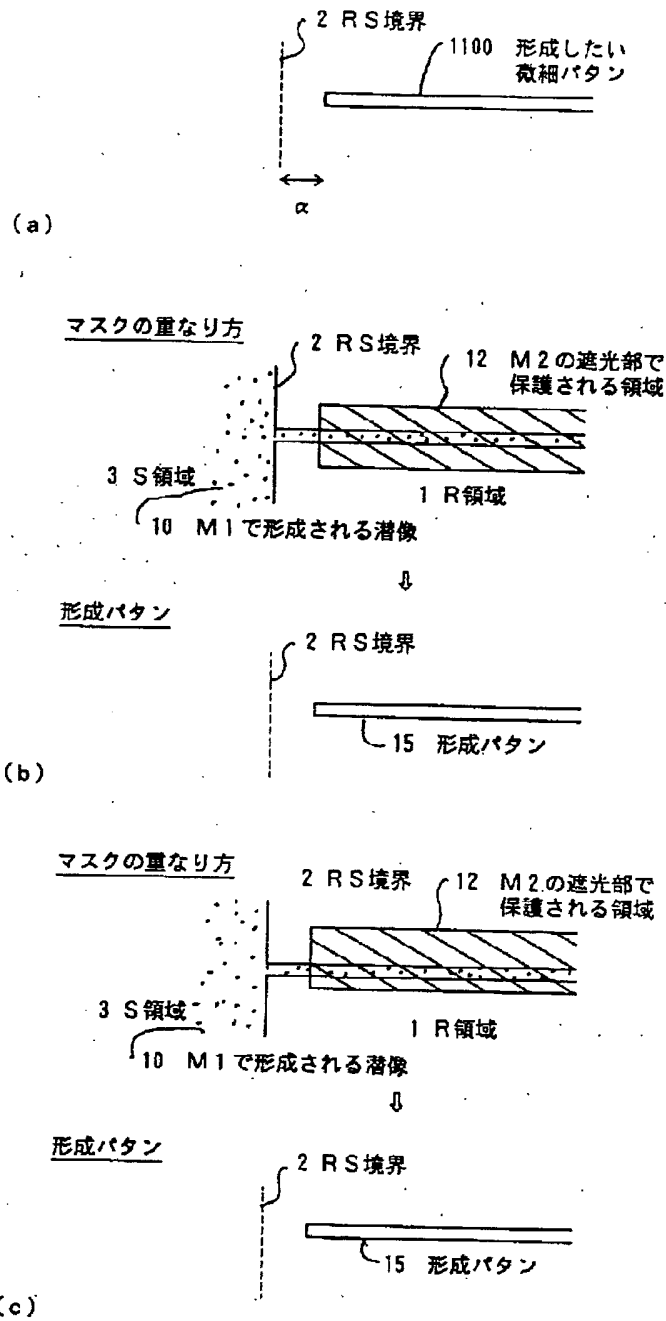 2 RS境界
1100 形成したい
微細パタン
α
(a)
マスクの重なり方
2 RS境界
12 M2の遮光部で
保護される領域
3 S領域
1 R領域
10 M1で形成される潜像
⇩
形成パタン
2 RS境界
15 形成パタン
(b)
マスクの重なり方
2 RS境界
12 M2.の遮光部で
保護される領域
3 S領域
1 R領域
10 M1で形成される潜像
⇩
形成パタン
2 RS境界
15 形成パタン
(c)